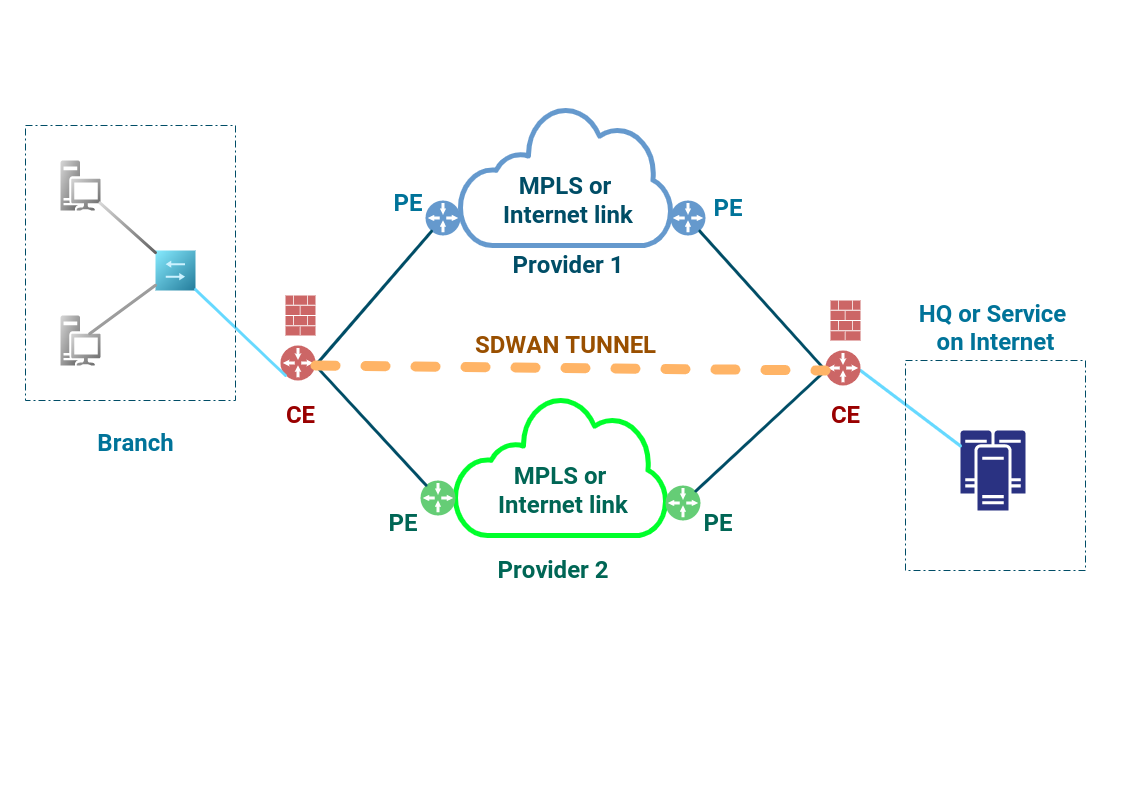 PE
MPLS or
Internet link
PE
Provider 1
HQ or Service
on Internet
SDWAN TUNNEL
CE
CE
Branch
MPLS or
Internet link
PE
PE
Provider 2